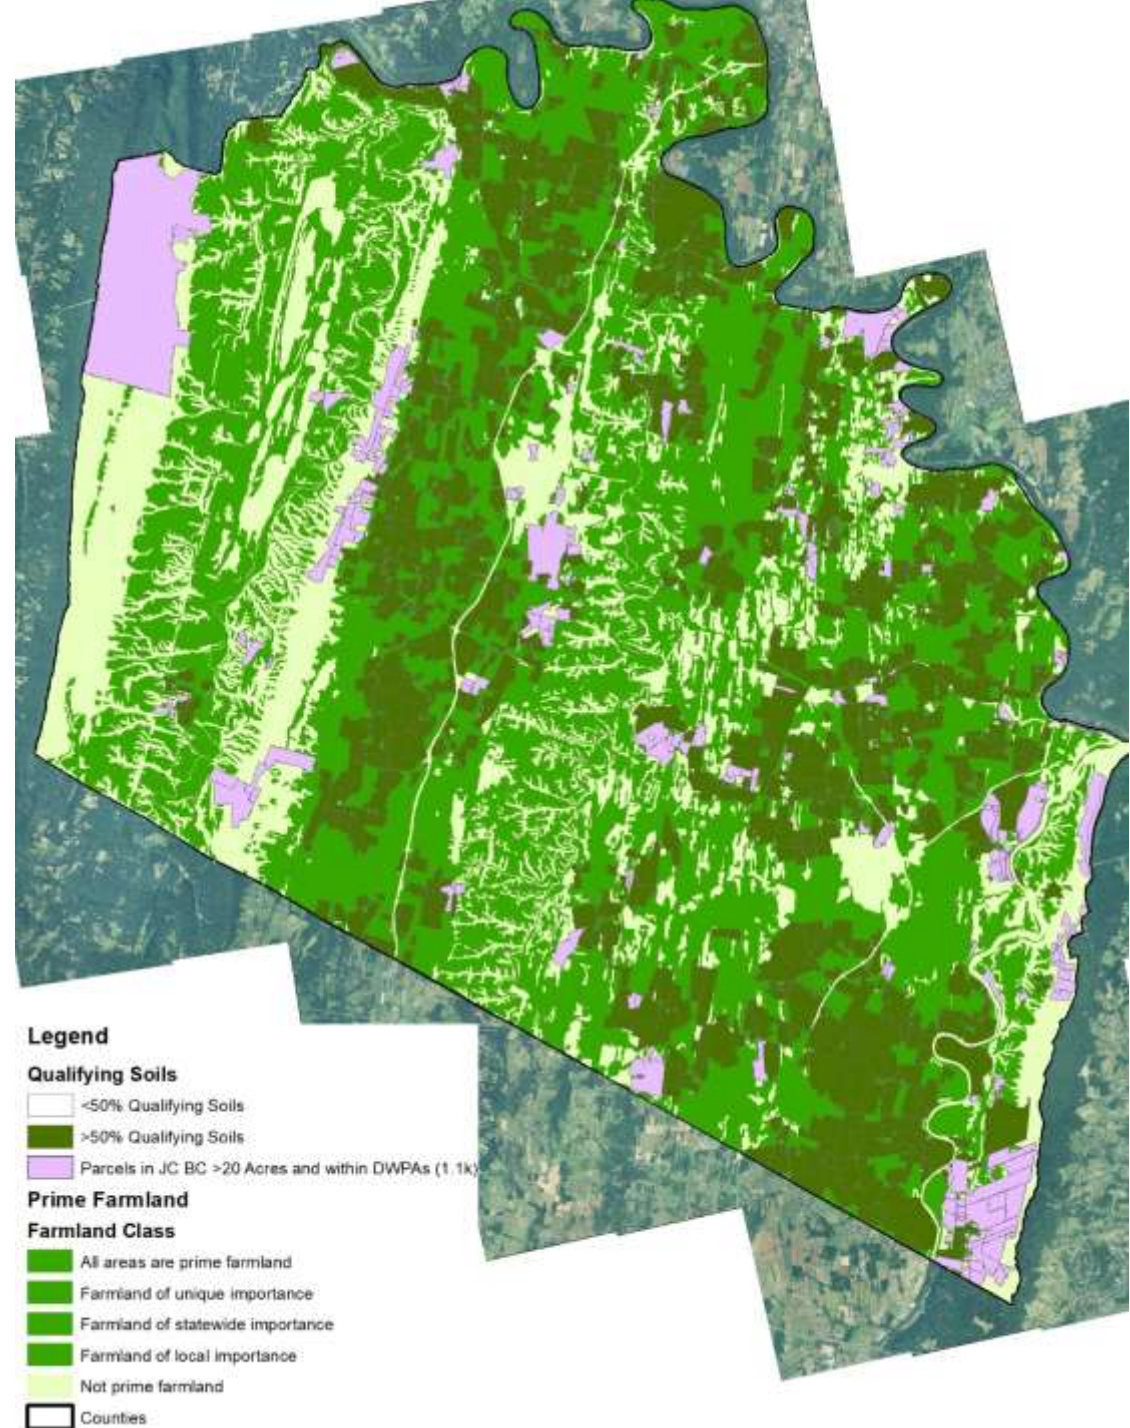 Legend
Qualifying Soils
<50% Qualifying Soils
>50% Qualifying Soils
Parcels in JC BC >20 Acres and within DWPAs (1.1k)
Prime Farmland
Farmland Class
All areas are prime farmland
Farmland of unique importance
Farmland of statewide importance
Farmland of local importance
Not prime farmland
Counties